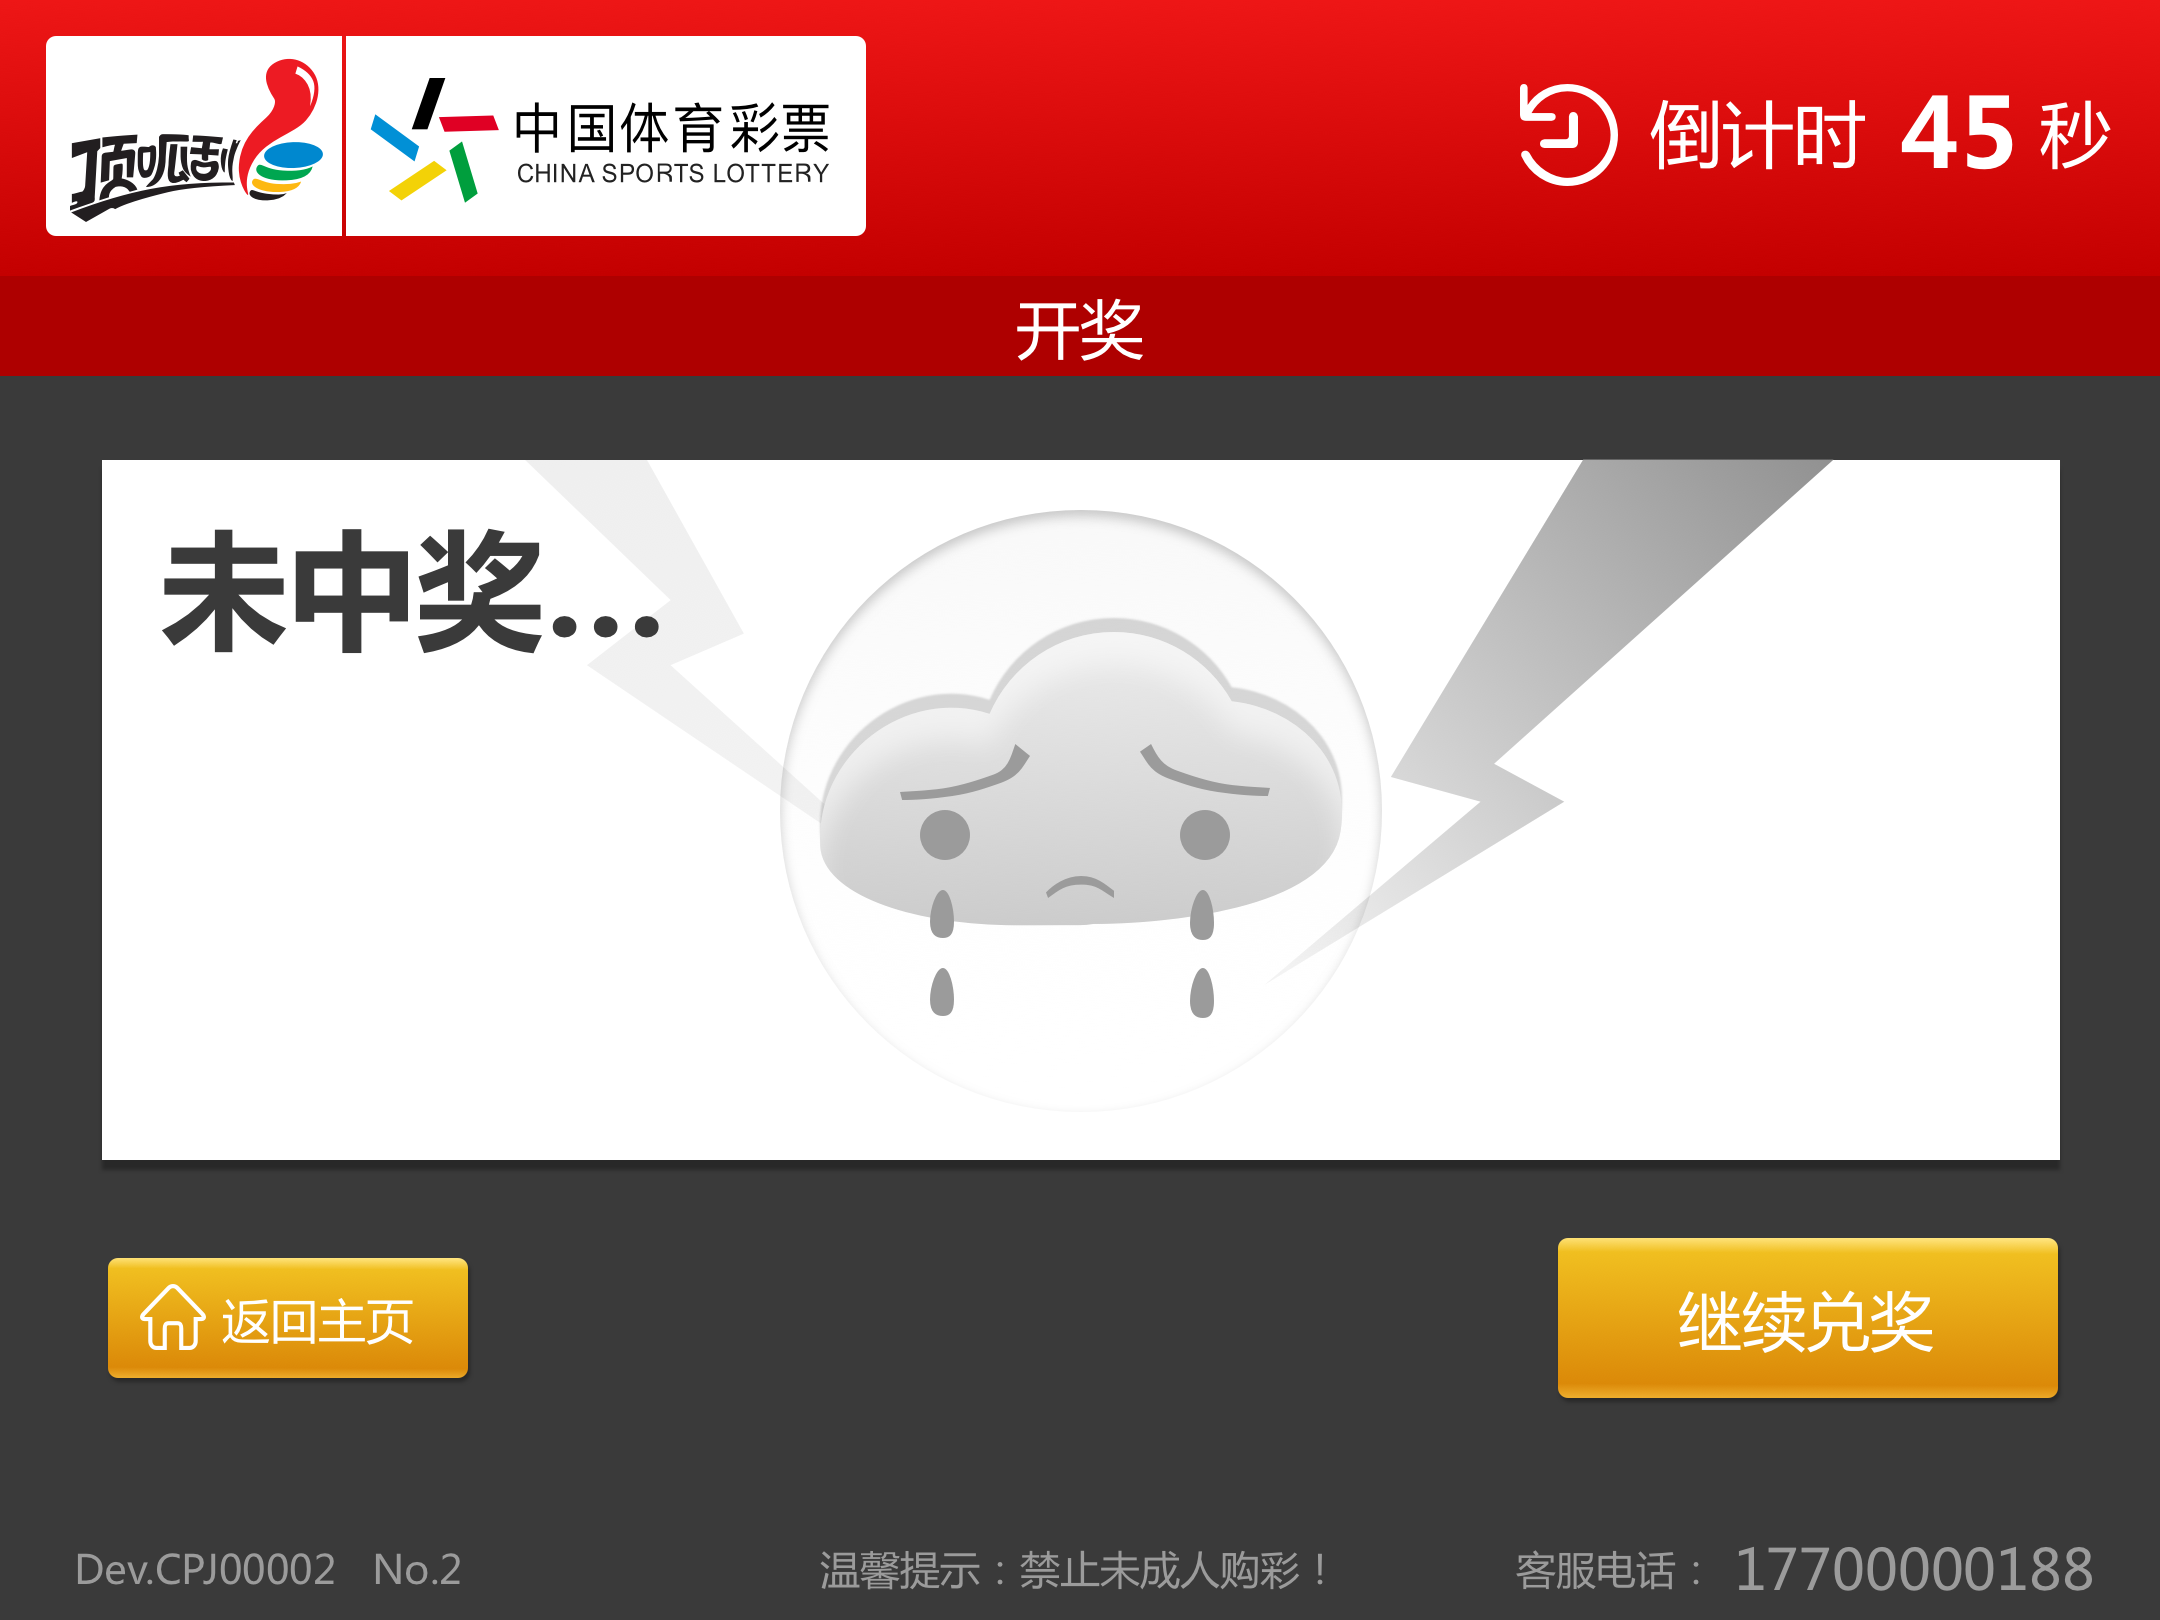 顶呱刮
中国体育彩票
CHINA SPORTS LOTTERY
倒计时 45 秒
开奖
未中奖...
返回主页
继续兑奖
Dev.CPJ00002 No.2
温馨提示：禁止未成人购彩！
客服电话： 17700000188